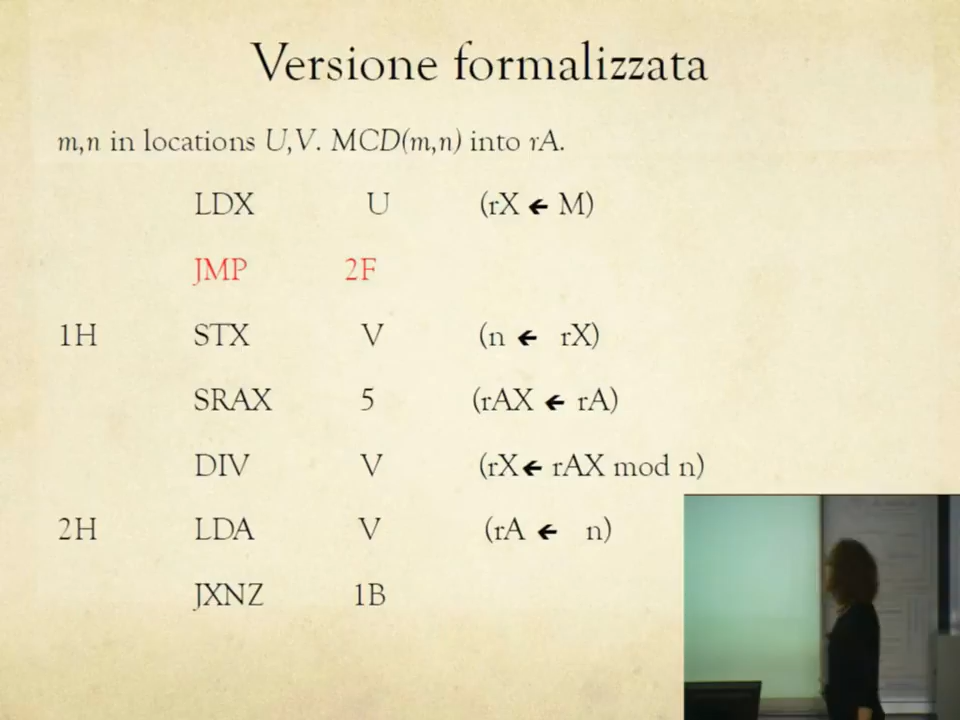 Versione formalizzata
m,n in locations U,V. MCD(m,n) into rA.
LDX U (rX ← M)
JMP 2F
1H STX V (n ← rX)
SRAX 5 (rAX ← rA)
DIV V (rX← rAX mod n)
2H LDA V (rA ← n)
JXNZ 1B